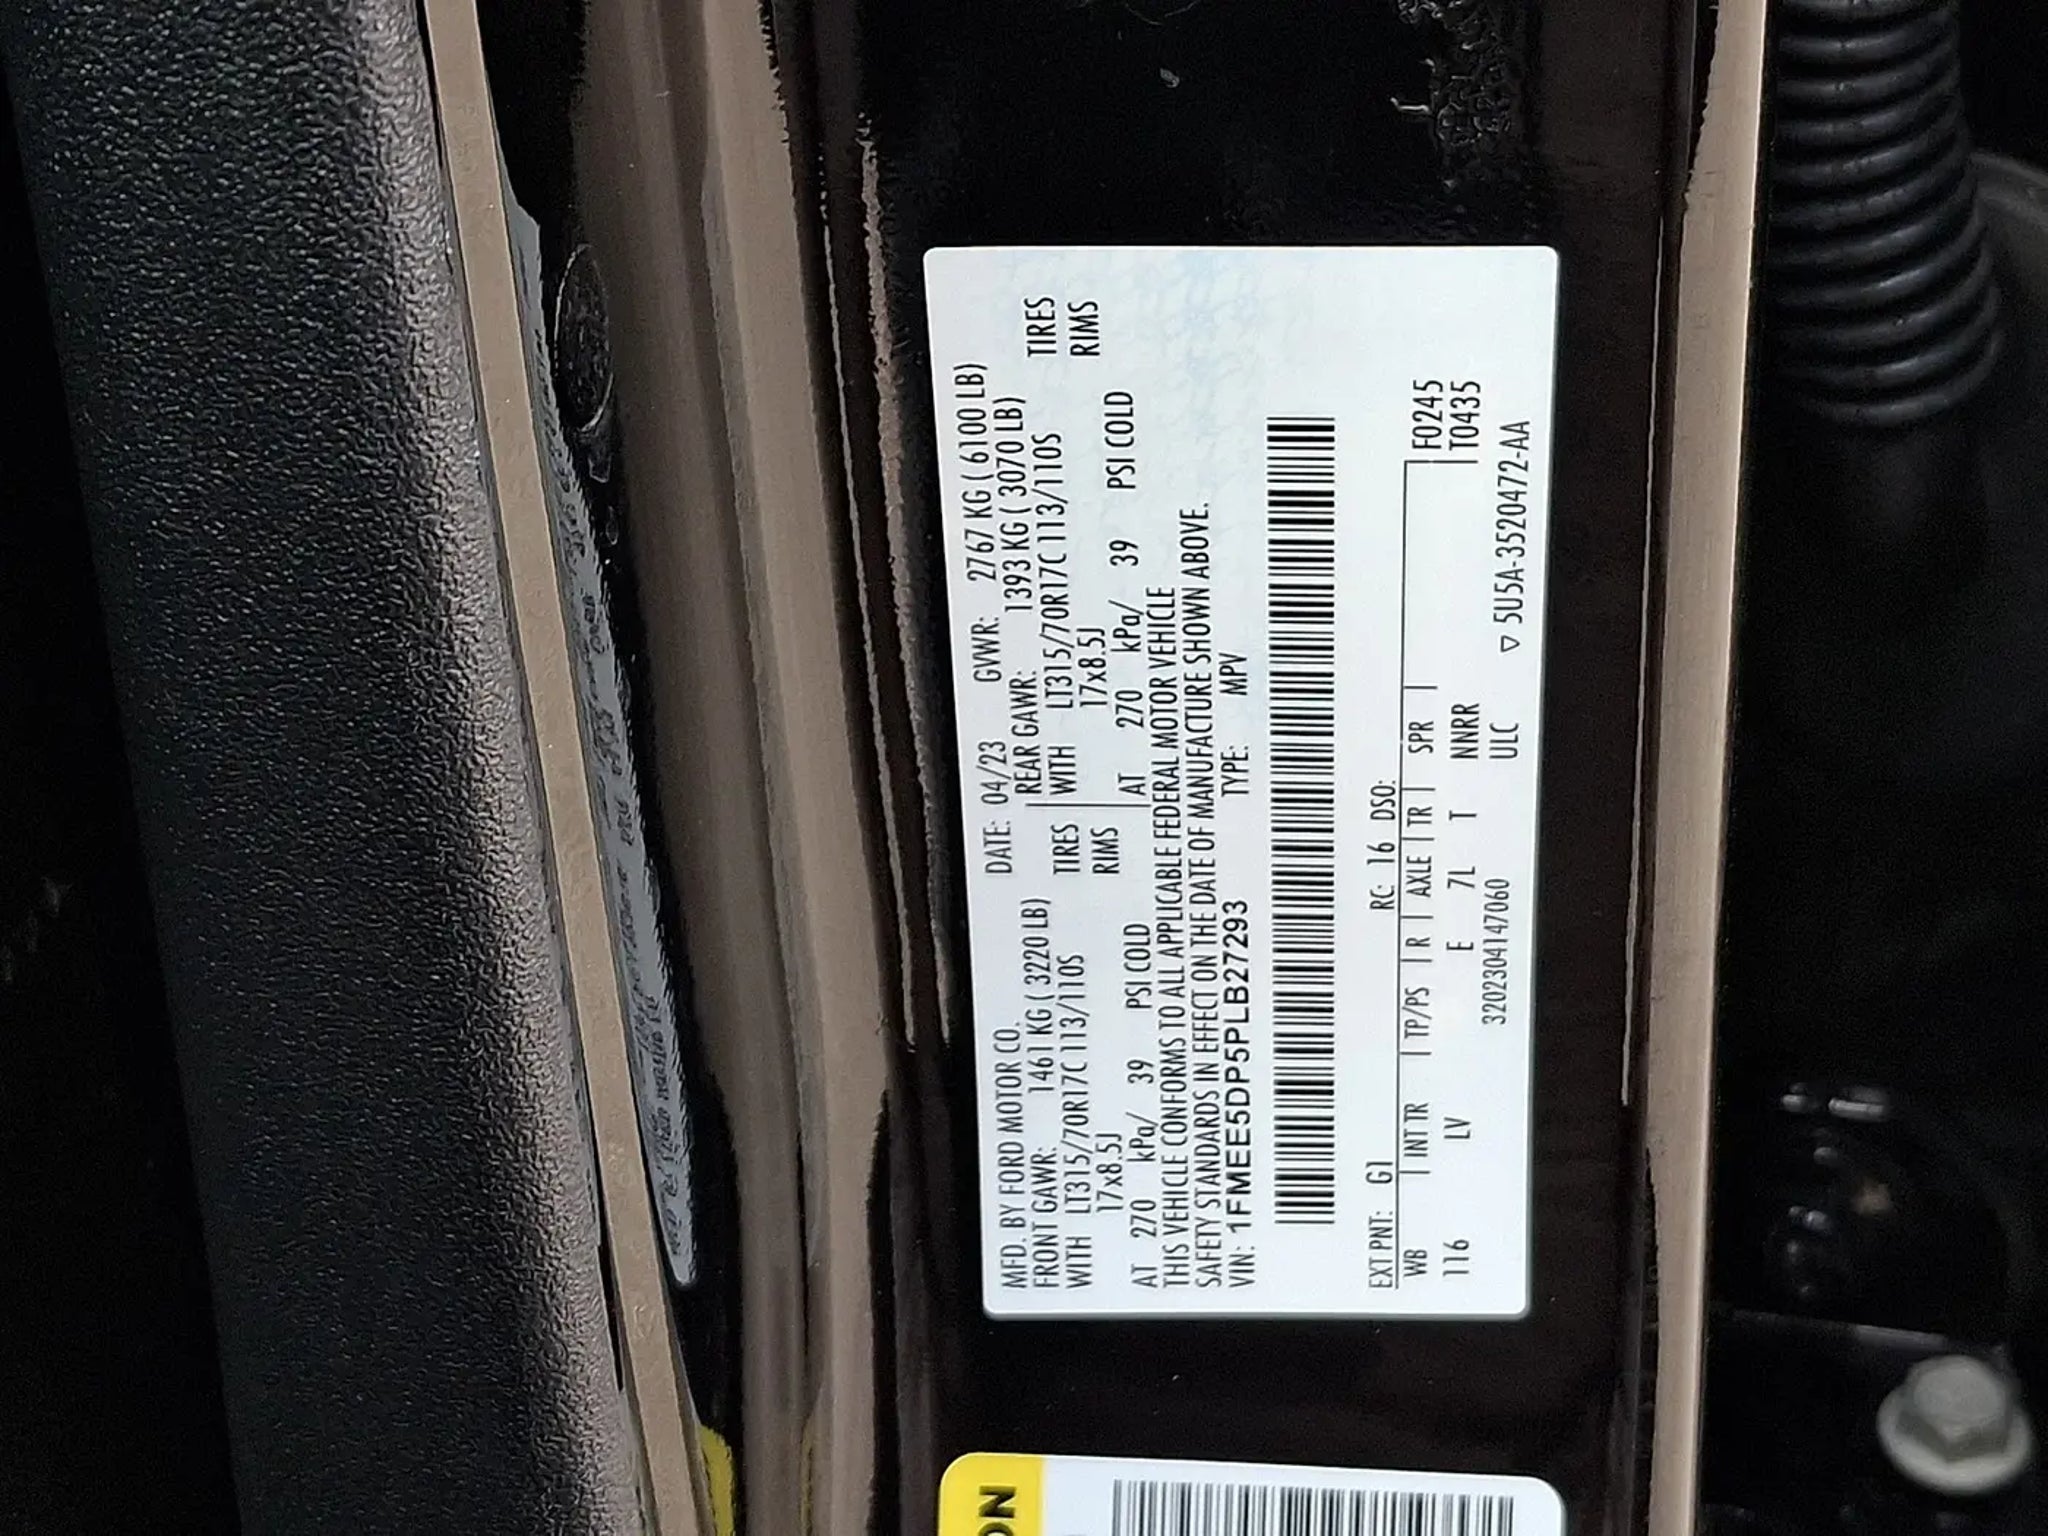 MFD. BY FORD MOTOR CO. DATE: 04/23 GVWR: 2767 KG ( 6100 LB)
FRONT GAWR: 1461 KG ( 3220 LB) REAR GAWR: 1393 KG ( 3070 LB)
WITH LT315/70R17C 113/110S TIRES WITH LT315/70R17C 113/110S TIRES
17x8.5J RIMS 17x8.5J RIMS
AT 270 kPa/ 39 PSI COLD AT 270 kPa/ 39 PSI COLD
THIS VEHICLE CONFORMS TO ALL APPLICABLE FEDERAL MOTOR VEHICLE
SAFETY STANDARDS IN EFFECT ON THE DATE OF MANUFACTURE SHOWN ABOVE.
VIN: 1FMEE5DP5PLB27293 TYPE: MPV
EXT PNT: G1 RC: 16 DSO:
WB INT TR TP/PS R AXLE TR SPR F0245
116 LV E 7L T NNRR T0435
3202304147060 ULC ▽ 5U5A-3520472-AA
ON